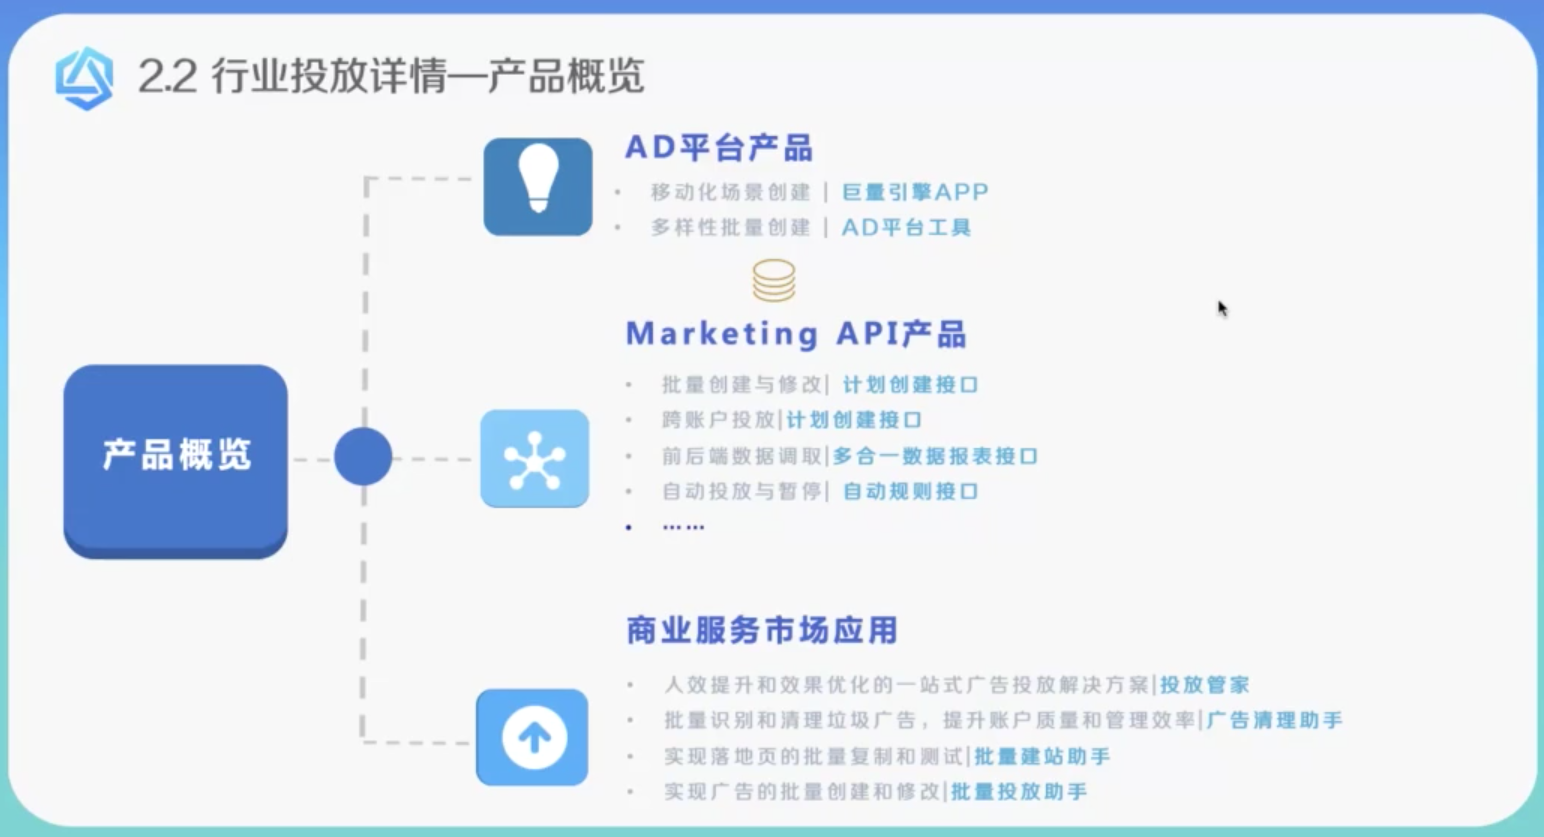 2.2 行业投放详情—产品概览
产品概览
AD平台产品
• 移动化场景创建 | 巨量引擎APP
• 多样性批量创建 | AD平台工具
Marketing API产品
• 批量创建与修改| 计划创建接口
• 跨账户投放|计划创建接口
• 前后端数据调取|多合一数据报表接口
• 自动投放与暂停| 自动规则接口
• ……
商业服务市场应用
• 人效提升和效果优化的一站式广告投放解决方案|投放管家
• 批量识别和清理垃圾广告，提升账户质量和管理效率|广告清理助手
• 实现落地页的批量复制和测试|批量建站助手
• 实现广告的批量创建和修改|批量投放助手